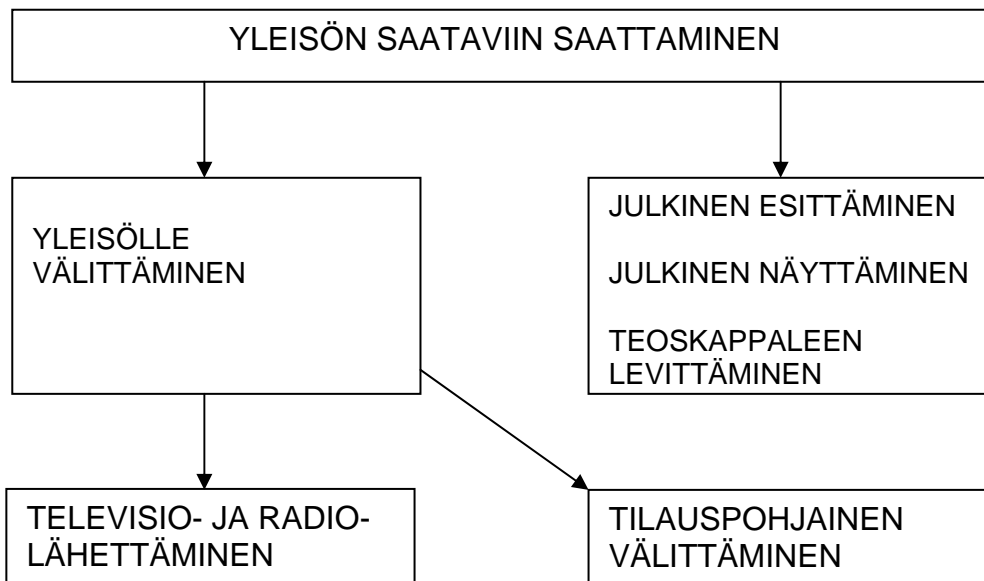 YLEISÖN SAATAVIIN SAATTAMINEN
YLEISÖLLE
VÄLITTÄMINEN
JULKINEN ESITTÄMINEN
JULKINEN NÄYTTÄMINEN
TEOSKAPPALEEN
LEVITTÄMINEN
TELEVISIO- JA RADIO-
LÄHETTÄMINEN
TILAUSPOHJAINEN
VÄLITTÄMINEN